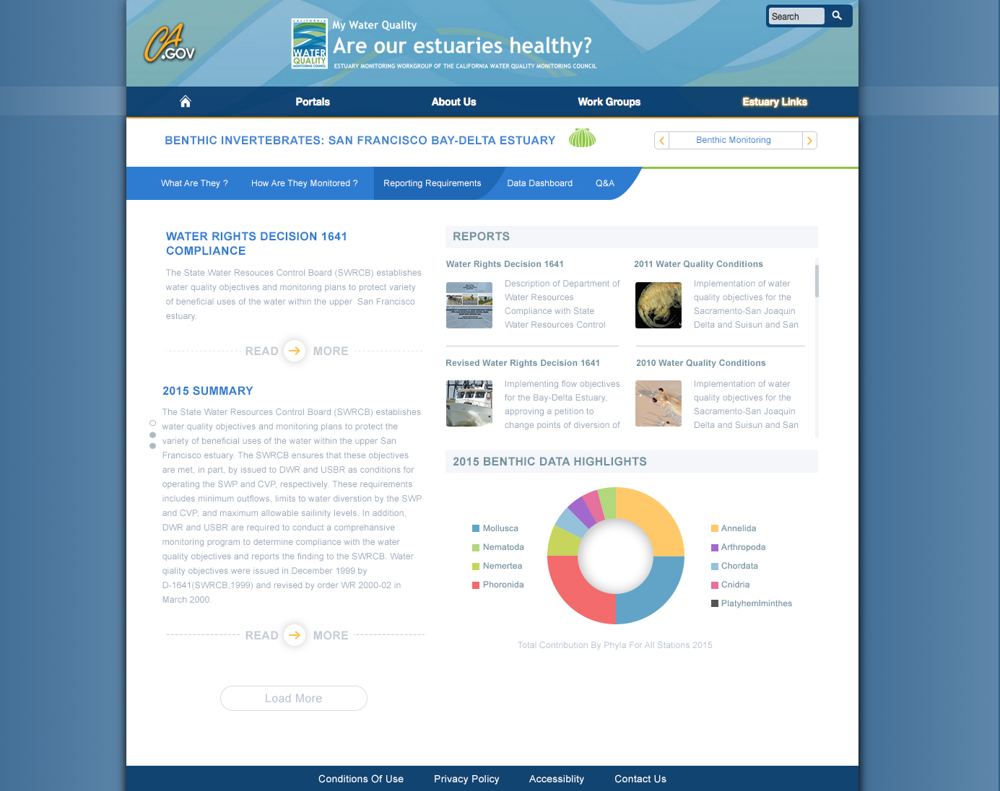 CA.GOV
CALIFORNIA
WATER
QUALITY
MONITORING COUNCIL
My Water Quality
Are our estuaries healthy?
ESTUARY MONITORING WORKGROUP OF THE CALIFORNIA WATER QUALITY MONITORING COUNCIL
Search
Portals
About Us
Work Groups
Estuary Links
BENTHIC INVERTEBRATES: SAN FRANCISCO BAY-DELTA ESTUARY
Benthic Monitoring
What Are They ?
How Are They Monitored ?
Reporting Requirements
Data Dashboard
Q&A
WATER RIGHTS DECISION 1641
COMPLIANCE
The State Water Resouces Control Board (SWRCB) establishes
water quality objectives and monitoring plans to protect variety
of beneficial uses of the water within the upper San Francisco
estuary.
READ MORE
2015 SUMMARY
The State Water Resources Control Board (SWRCB) establishes
water quality objectives and monitoring plans to protect the
variety of beneficial uses of the water within the upper San
Francisco estuary. The SWRCB ensures that these objectives
are met, in part, by issued to DWR and USBR as conditions for
operating the SWP and CVP, respectively. These requirements
includes minimum outflows, limits to water diverstion by the SWP
and CVP, and maximum allowable sailinity levels. In addition,
DWR and USBR are required to conduct a comprehansive
monitoring program to determine compliance with the water
quality objectives and reports the finding to the SWRCB. Water
qiality objectives were issued in December 1999 by
D-1641(SWRCB,1999) and revised by order WR 2000-02 in
March 2000.
READ MORE
Load More
REPORTS
Water Rights Decision 1641
Description of Department of
Water Resources
Compliance with State
Water Resources Control
2011 Water Quality Conditions
Implementation of water
quality objectives for the
Sacramento-San Joaquin
Delta and Suisun and San
Revised Water Rights Decision 1641
Implementing flow objectives
for the Bay-Delta Estuary,
approving a petition to
change points of diversion of
2010 Water Quality Conditions
Implementation of water
quality objectives for the
Sacramento-San Joaquin
Delta and Suisun and San
2015 BENTHIC DATA HIGHLIGHTS
Mollusca
Nematoda
Nemertea
Phoronida
Annelida
Arthropoda
Chordata
Cnidria
Platyhemlminthes
Total Contribution By Phyla For All Stations 2015
Conditions Of Use
Privacy Policy
Accessiblity
Contact Us